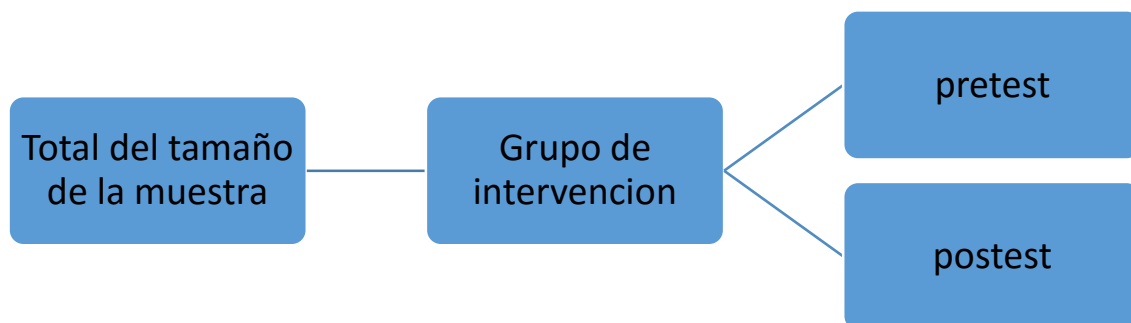 Total del tamaño
de la muestra
Grupo de
intervencion
pretest
postest